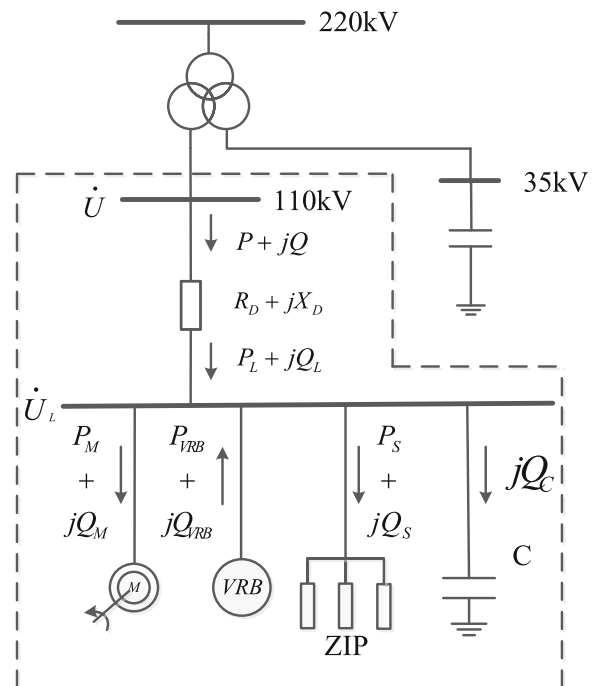 220kV
35kV
U̇ 110kV
P + jQ
R_D + jX_D
P_L + jQ_L
U̇_L
P_M P_VRB P_S
+ + + jQ_C
jQ_M jQ_VRB jQ_S
C
M VRB
ZIP